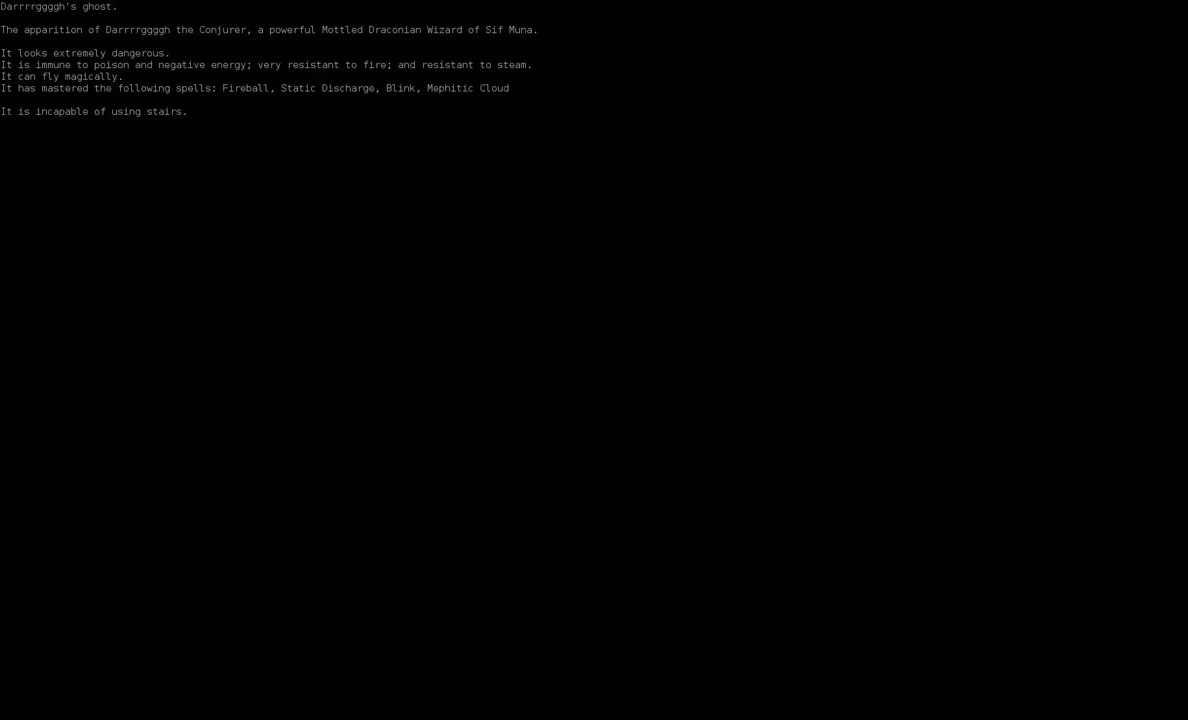 Darrrrggggh's ghost.
The apparition of Darrrrggggh the Conjurer, a powerful Mottled Draconian Wizard of Sif Muna.
It looks extremely dangerous.
It is immune to poison and negative energy; very resistant to fire; and resistant to steam.
It can fly magically.
It has mastered the following spells: Fireball, Static Discharge, Blink, Mephitic Cloud
It is incapable of using stairs.